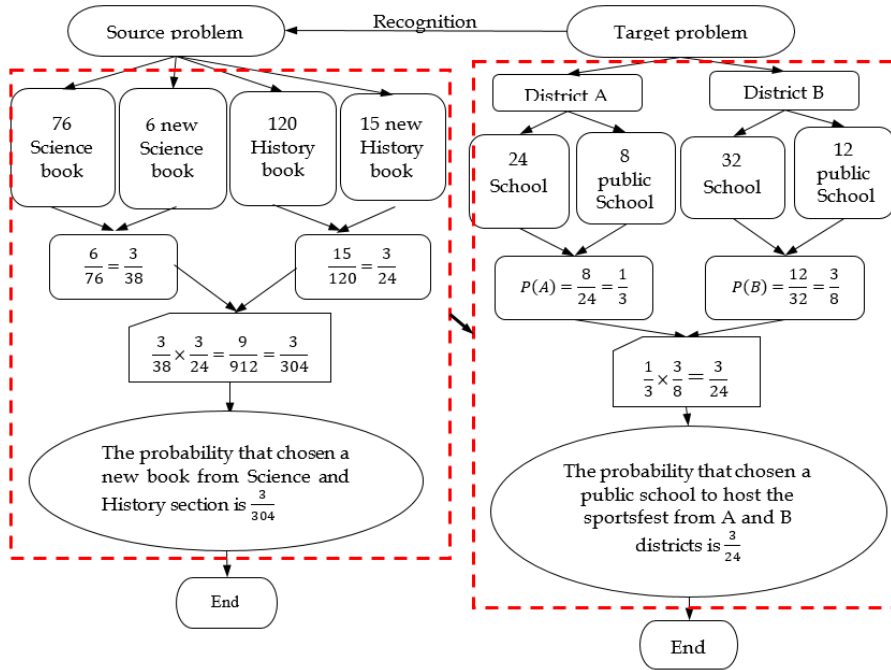 Source problem
Recognition
Target problem
76
Science
book
6 new
Science
book
120
History
book
15 new
History
book
6/76 = 3/38
15/120 = 3/24
3/38 × 3/24 = 9/912 = 3/304
The probability that chosen a
new book from Science and
History section is 3/304
End
District A
District B
24
School
8
public
School
32
School
12
public
School
P(A) = 8/24 = 1/3
P(B) = 12/32 = 3/8
1/3 × 3/8 = 3/24
The probability that chosen a
public school to host the
sportsfest from A and B
districts is 3/24
End